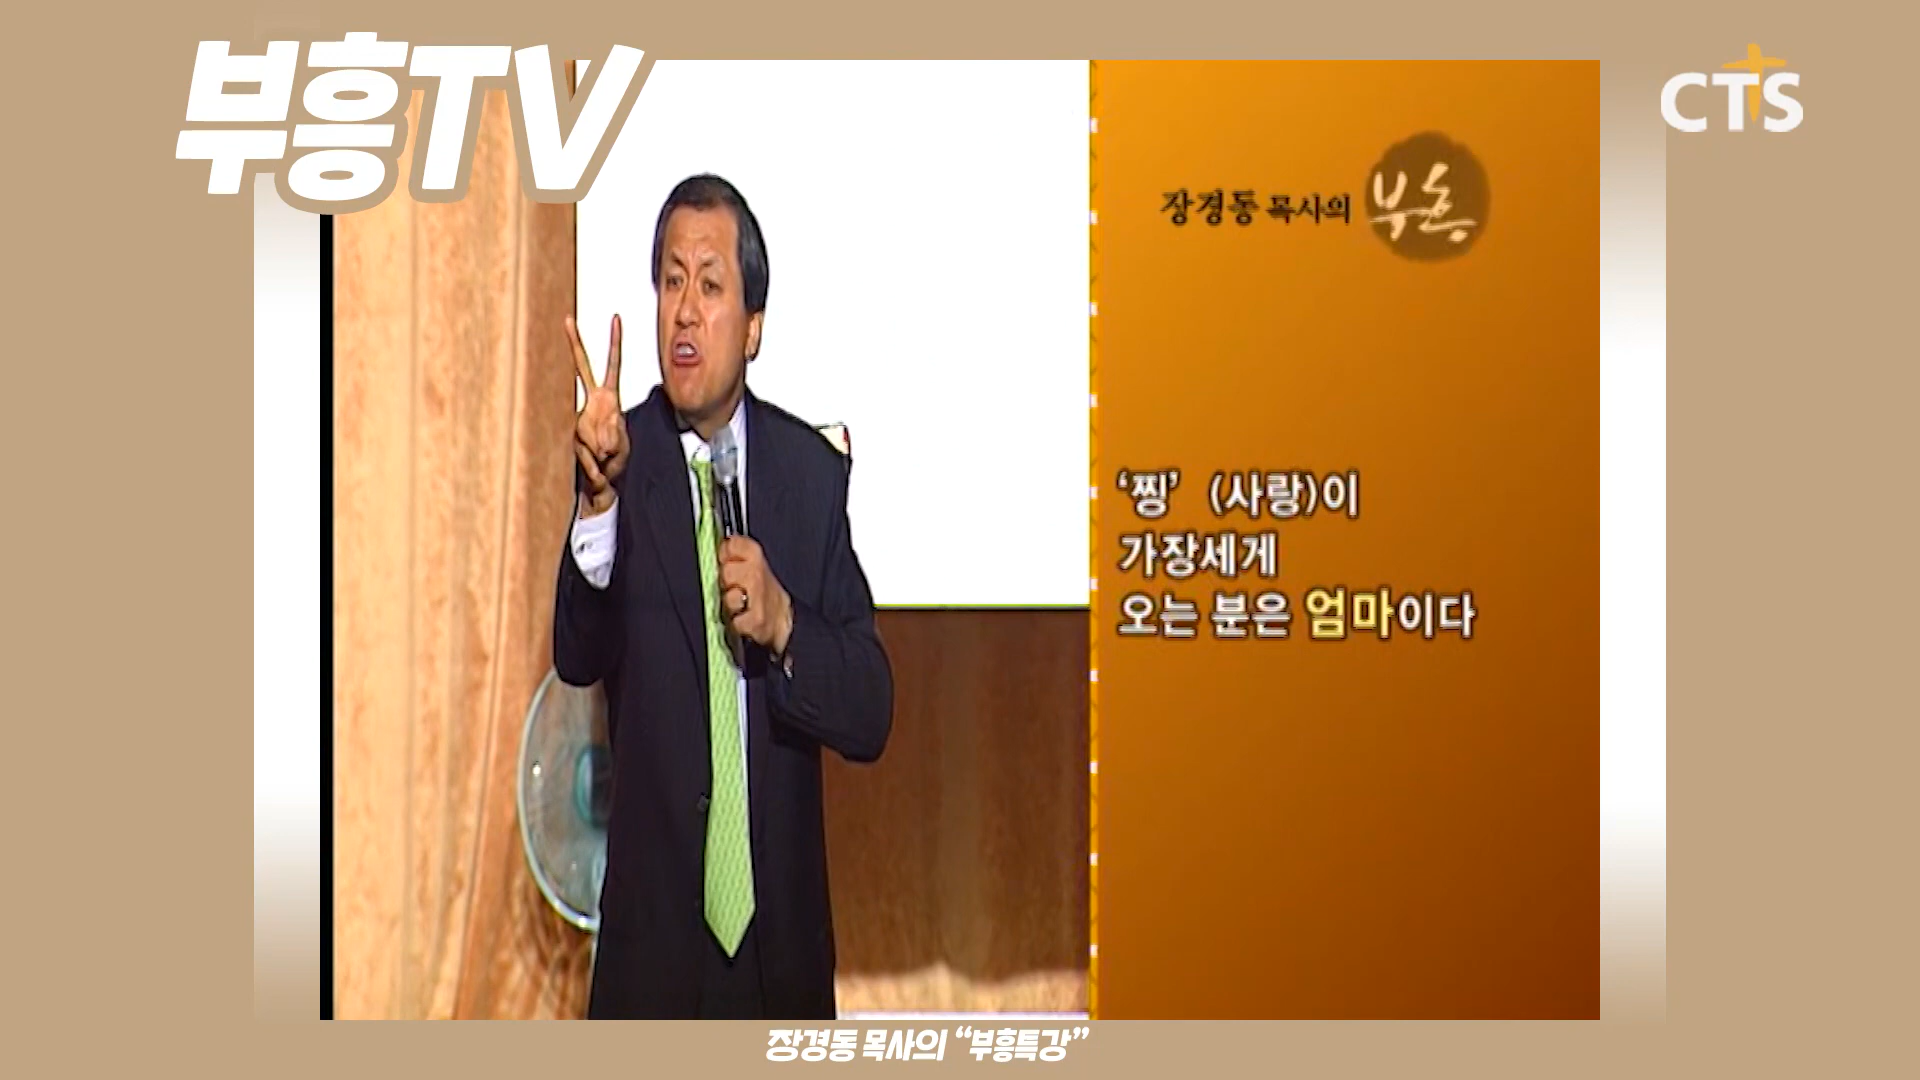 부흥TV
CTS
장경동 목사의 부흥
‘찡’ (사랑)이
가장세게
오는 분은 엄마이다
장경동 목사의 “부흥특강”